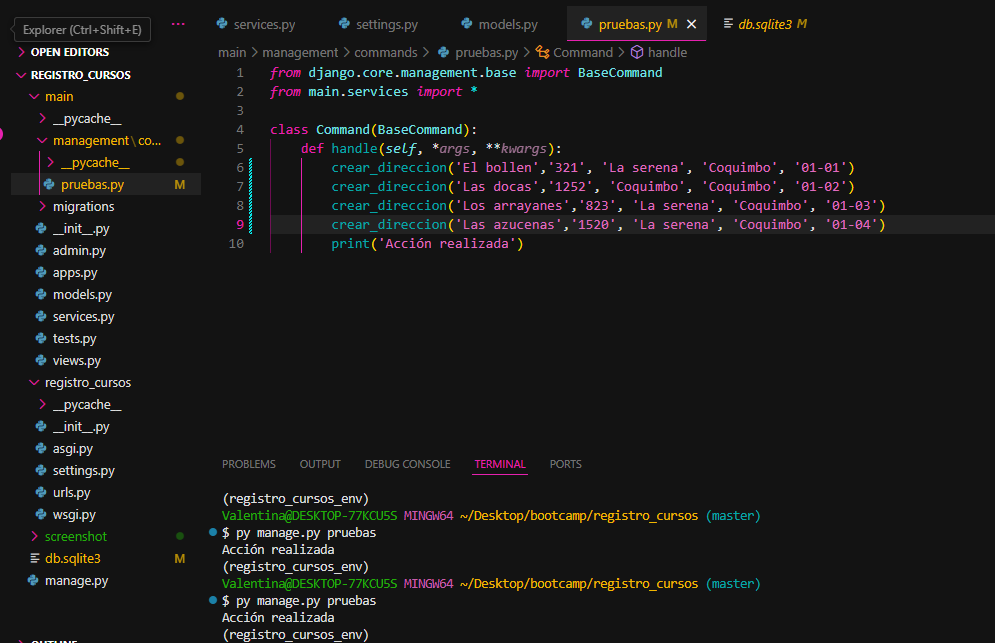 Explorer (Ctrl+Shift+E)
services.py
settings.py
models.py
pruebas.py M
db.sqlite3 M
OPEN EDITORS
REGISTRO_CURSOS
main
__pycache__
management\co...
__pycache__
pruebas.py M
migrations
__init__.py
admin.py
apps.py
models.py
services.py
tests.py
views.py
registro_cursos
__pycache__
__init__.py
asgi.py
settings.py
urls.py
wsgi.py
screenshot
db.sqlite3 M
manage.py
OUTLINE
main > management > commands > pruebas.py > Command > handle
1 from django.core.management.base import BaseCommand
2 from main.services import *
3
4 class Command(BaseCommand):
5 def handle(self, *args, **kwargs):
6 crear_direccion('El bollen','321', 'La serena', 'Coquimbo', '01-01')
7 crear_direccion('Las docas','1252', 'Coquimbo', 'Coquimbo', '01-02')
8 crear_direccion('Los arrayanes','823', 'La serena', 'Coquimbo', '01-03')
9 crear_direccion('Las azucenas','1520', 'La serena', 'Coquimbo', '01-04')
10 print('Acción realizada')
PROBLEMS OUTPUT DEBUG CONSOLE TERMINAL PORTS
(registro_cursos_env)
Valentina@DESKTOP-77KCU5S MINGW64 ~/Desktop/bootcamp/registro_cursos (master)
$ py manage.py pruebas
Acción realizada
(registro_cursos_env)
Valentina@DESKTOP-77KCU5S MINGW64 ~/Desktop/bootcamp/registro_cursos (master)
$ py manage.py pruebas
Acción realizada
(registro_cursos_env)